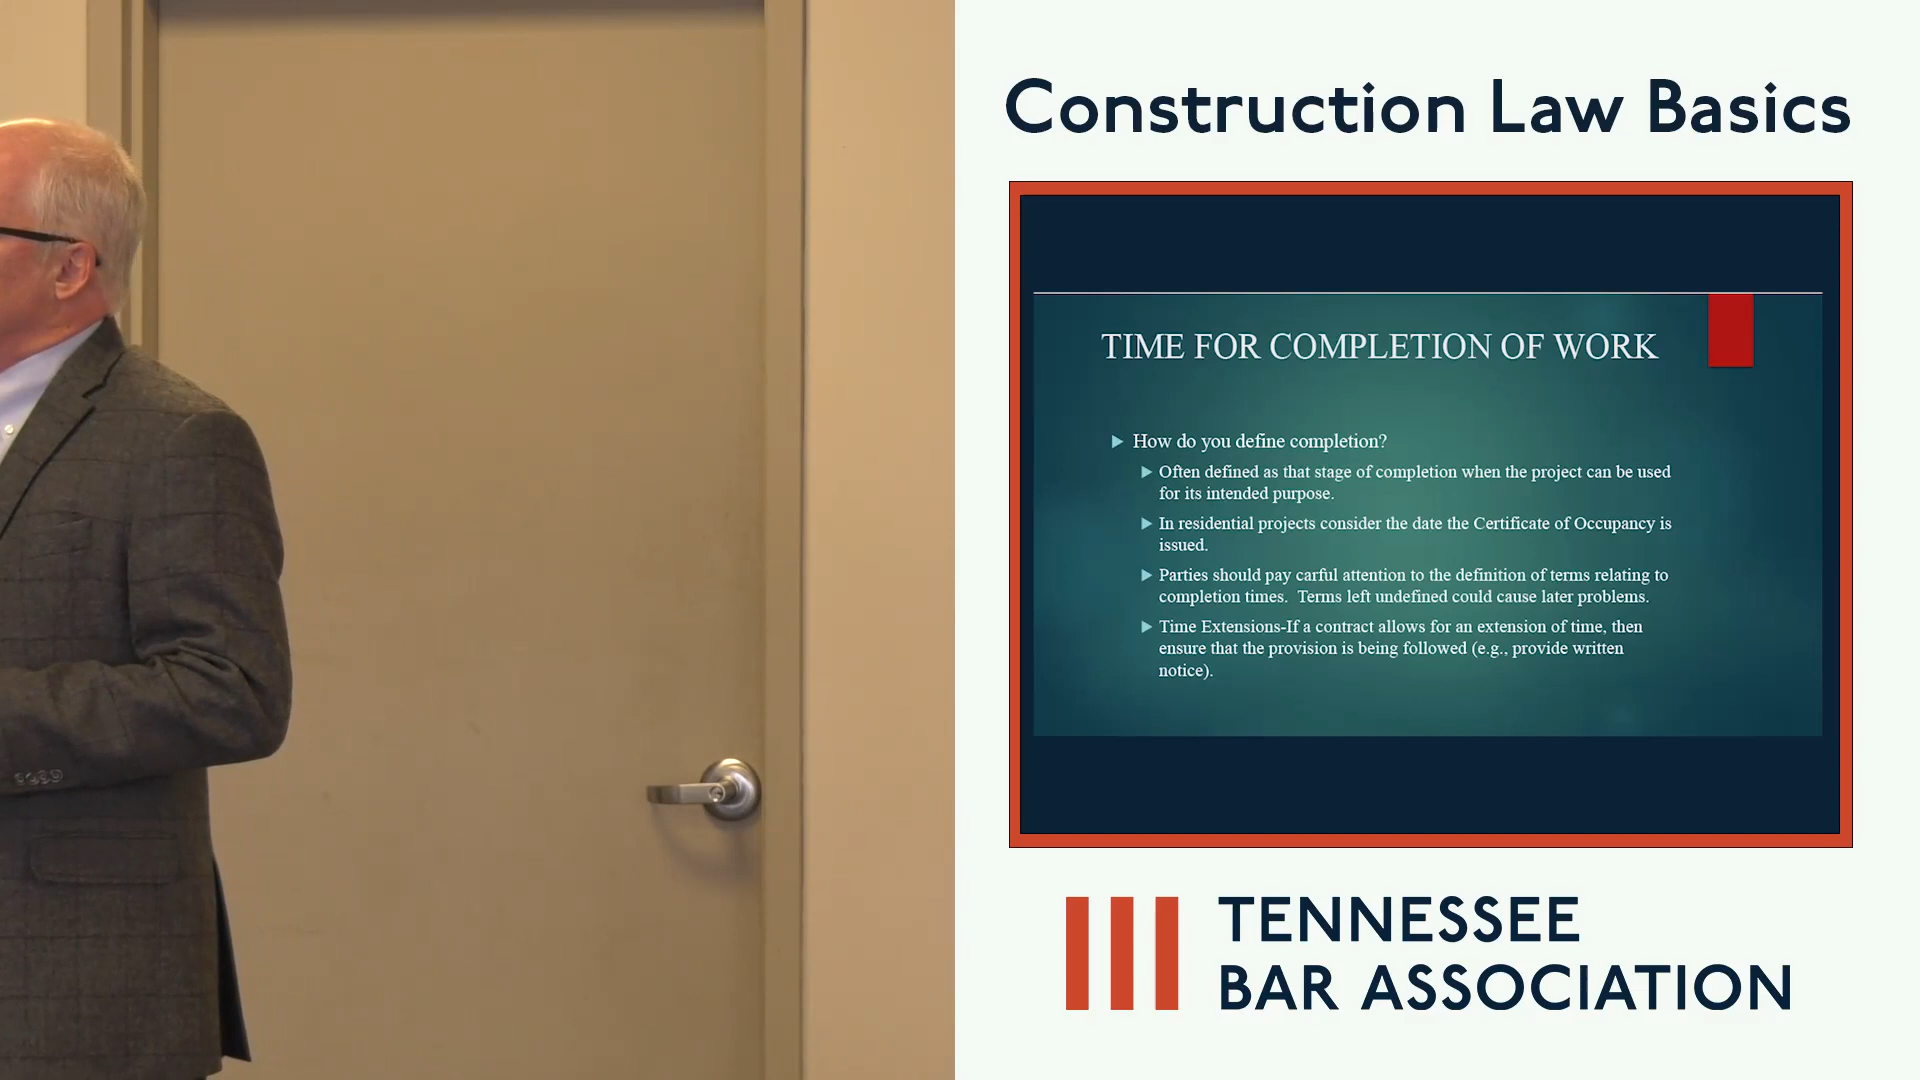 Construction Law Basics
TIME FOR COMPLETION OF WORK
How do you define completion?
Often defined as that stage of completion when the project can be used
for its intended purpose.
In residential projects consider the date the Certificate of Occupancy is
issued.
Parties should pay carful attention to the definition of terms relating to
completion times.  Terms left undefined could cause later problems.
Time Extensions-If a contract allows for an extension of time, then
ensure that the provision is being followed (e.g., provide written
notice).
TENNESSEE
BAR ASSOCIATION